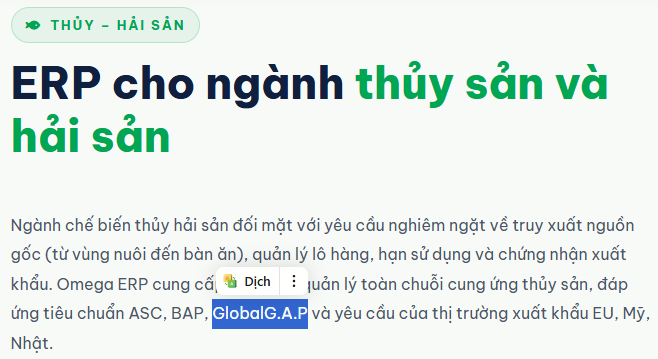 THỦY – HẢI SẢN
ERP cho ngành thủy sản và
hải sản
Ngành chế biến thủy hải sản đối mặt với yêu cầu nghiêm ngặt về truy xuất nguồn
gốc (từ vùng nuôi đến bàn ăn), quản lý lô hàng, hạn sử dụng và chứng nhận xuất
Dịch
khẩu. Omega ERP cung cấp quản lý toàn chuỗi cung ứng thủy sản, đáp
ứng tiêu chuẩn ASC, BAP, GlobalG.A.P và yêu cầu của thị trường xuất khẩu EU, Mỹ,
Nhật.